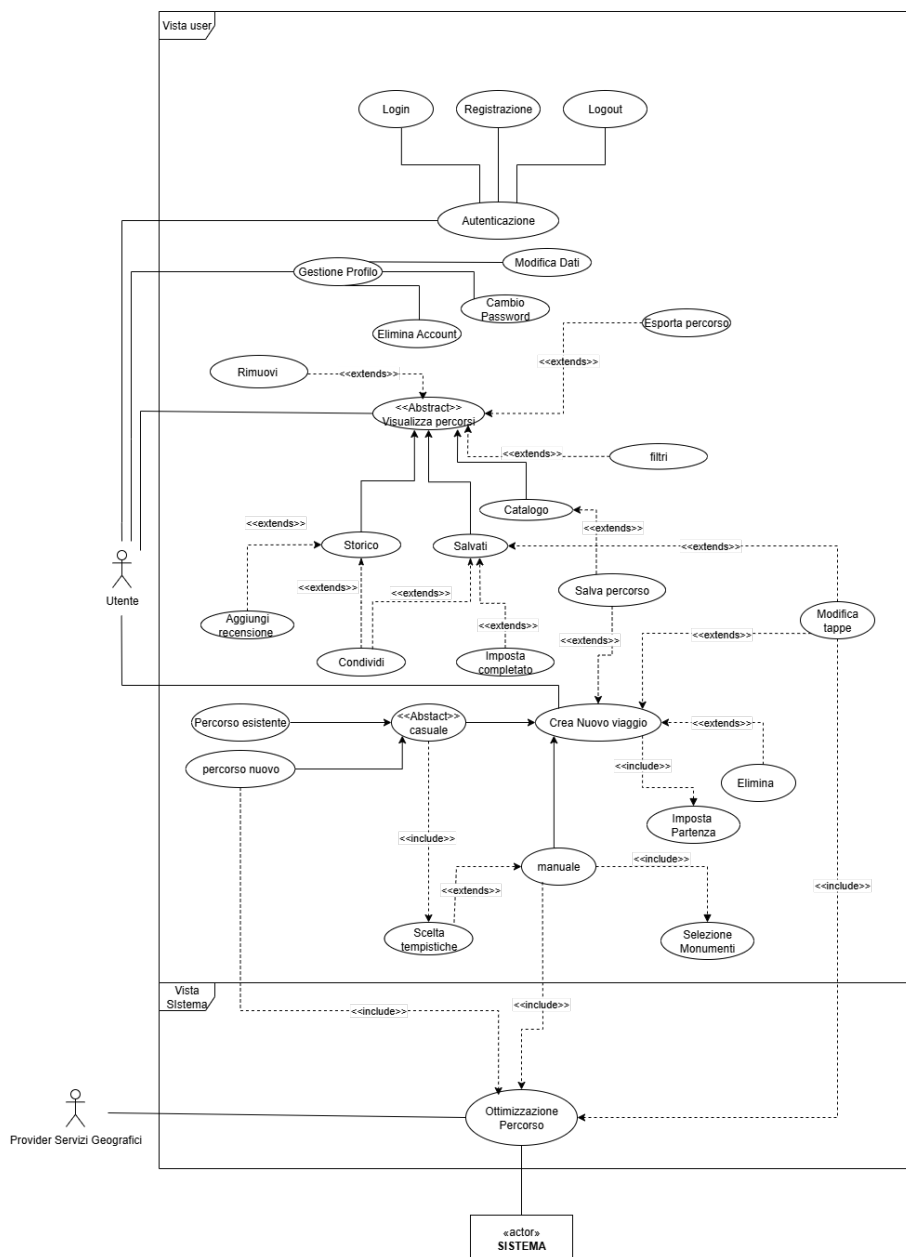 Vista user
Login
Registrazione
Logout
Autenticazione
Modifica Dati
Gestione Profilo
Cambio
Password
Esporta percorso
Elimina Account
<<extends>>
Rimuovi
<<extends>>
<<Abstract>>
Visualizza percorsi
<<extends>>
filtri
Catalogo
<<extends>>
<<extends>>
Storico
Salvati
<<extends>>
<<extends>>
<<extends>>
Salva percorso
Utente
Aggiungi
recensione
Modifica
tappe
<<extends>>
<<extends>>
<<extends>>
Condividi
Imposta
completato
Percorso esistente
<<Abstact>>
casuale
Crea Nuovo viaggio
<<extends>>
percorso nuovo
<<include>>
Elimina
Imposta
Partenza
<<include>>
manuale
<<include>>
<<extends>>
<<include>>
Scelta
tempistiche
Selezione
Monumenti
Vista
SIstema
<<include>>
<<include>>
Ottimizzazione
Percorso
Provider Servizi Geografici
«actor»
SISTEMA